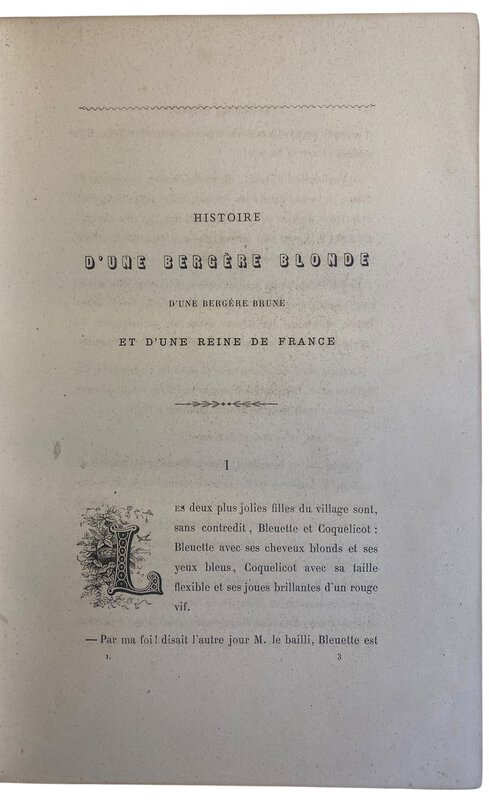 HISTOIRE
D'UNE BERGÈRE BLONDE
D'UNE BERGÈRE BRUNE
ET D'UNE REINE DE FRANCE
I
LES deux plus jolies filles du village sont,
sans contredit, Bleuette et Coquelicot :
Bleuette avec ses cheveux blonds et ses
yeux bleus, Coquelicot avec sa taille
flexible et ses joues brillantes d'un rouge
vif.
— Par ma foi! disait l'autre jour M. le bailli, Bleuette est
I. 3